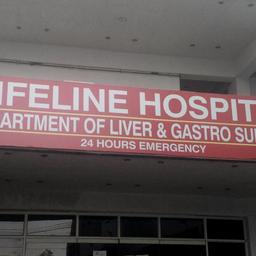 IFELINE HOSPIT
ARTMENT OF LIVER & GASTRO SU
24 HOURS EMERGENCY